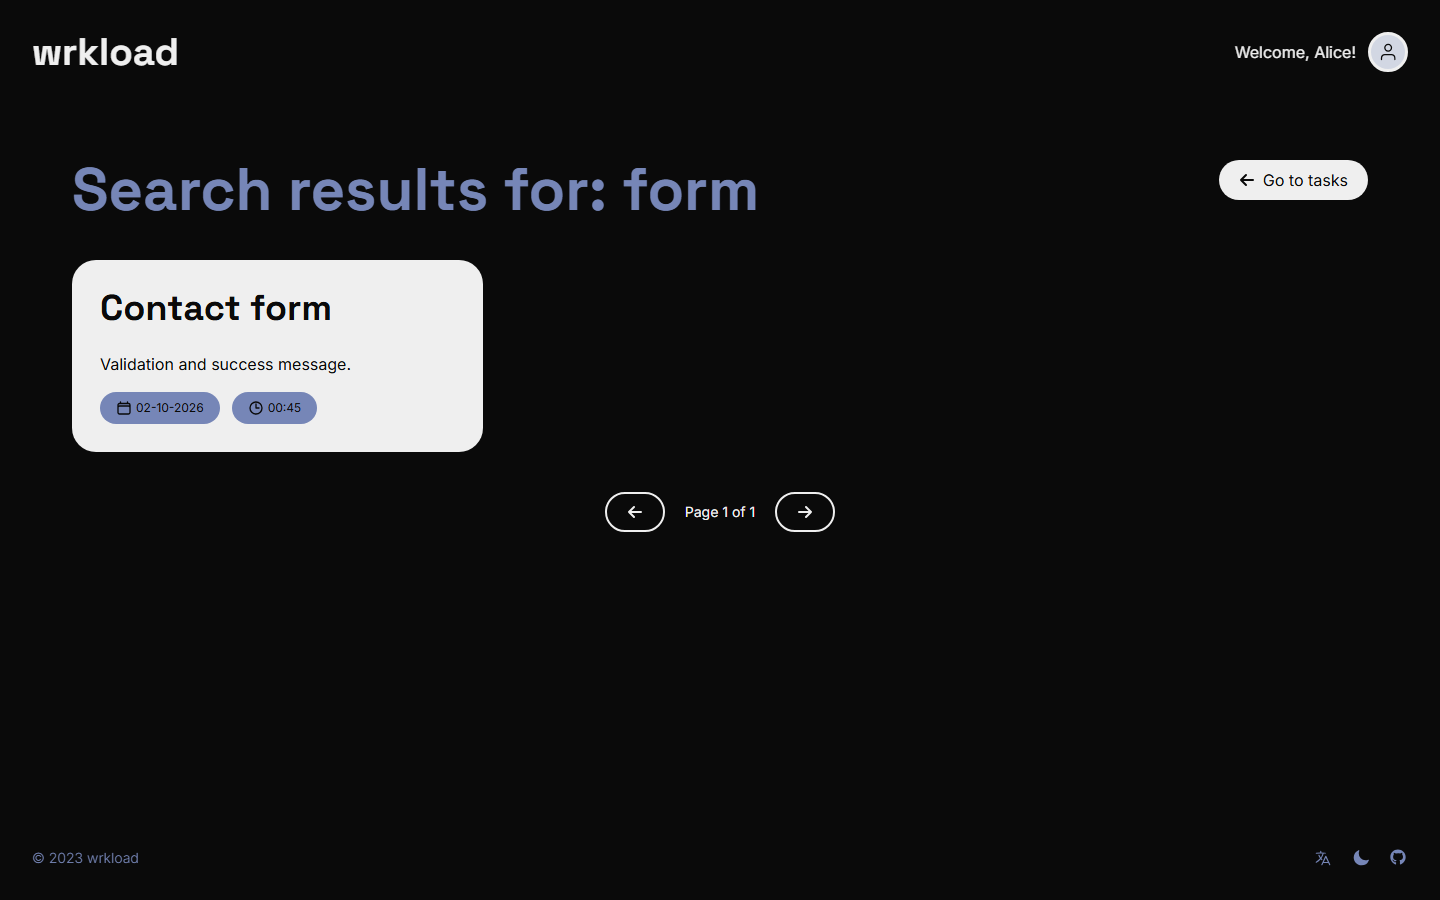 wrkload
Welcome, Alice!
Search results for: form
Go to tasks
Contact form
Validation and success message.
02-10-2026
00:45
Page 1 of 1
© 2023 wrkload